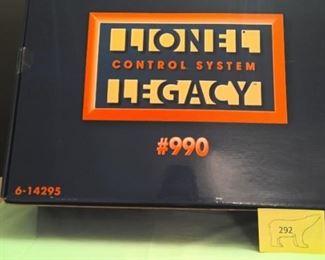 LIONEL
CONTROL SYSTEM
LEGACY
#990
6-14295
292